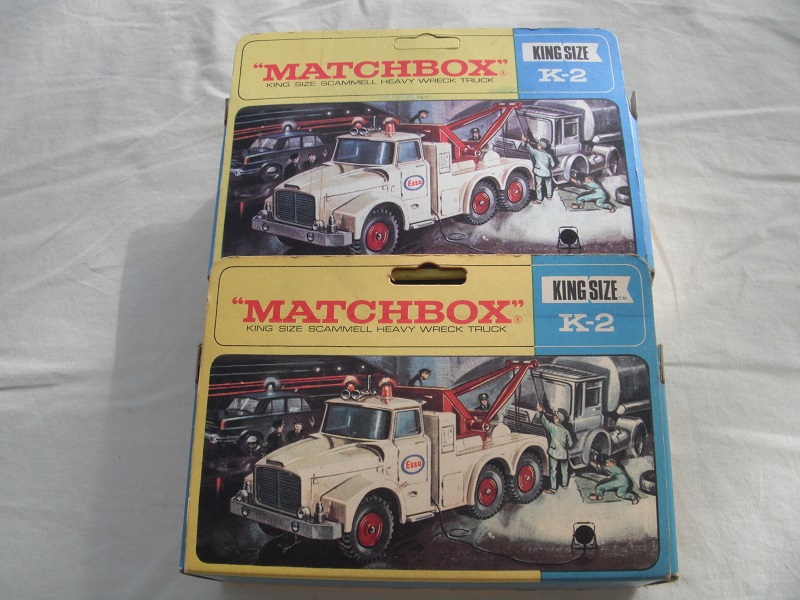 "MATCHBOX"®
KING SIZE SCAMMELL HEAVY WRECK TRUCK
KING SIZE
K-2
Esso
"MATCHBOX"®
KING SIZE SCAMMELL HEAVY WRECK TRUCK
KING SIZE T.M.
K-2
Esso